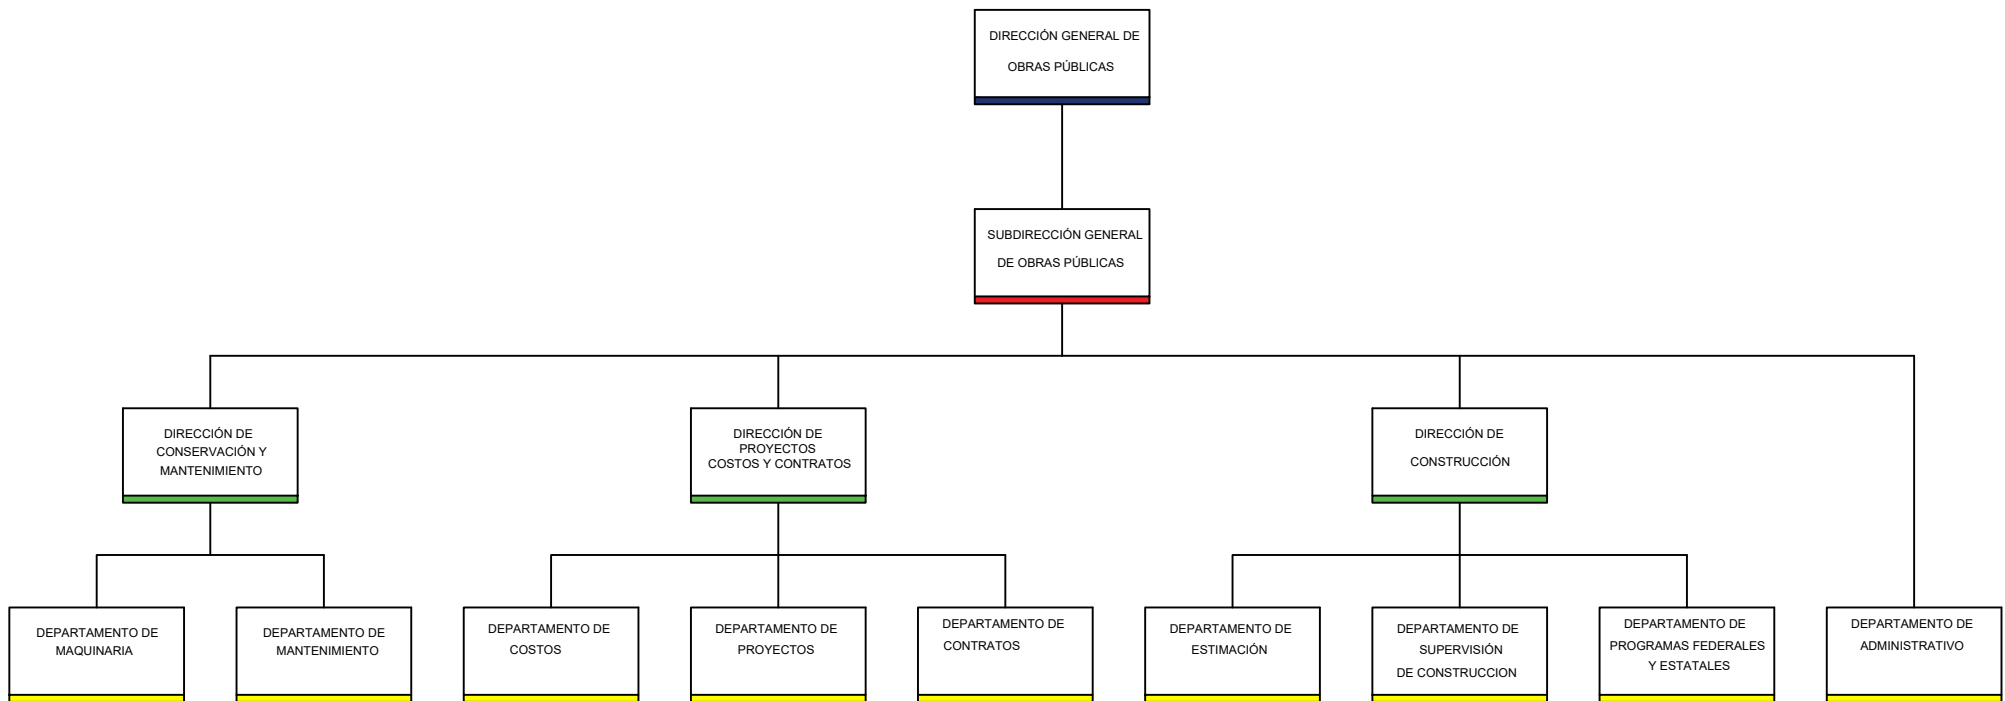 DIRECCIÓN GENERAL DE
OBRAS PÚBLICAS
SUBDIRECCIÓN GENERAL
DE OBRAS PÚBLICAS
DIRECCIÓN DE
CONSERVACIÓN Y
MANTENIMIENTO
DIRECCIÓN DE
PROYECTOS
COSTOS Y CONTRATOS
DIRECCIÓN DE
CONSTRUCCIÓN
DEPARTAMENTO DE
MAQUINARIA
DEPARTAMENTO DE
MANTENIMIENTO
DEPARTAMENTO DE
COSTOS
DEPARTAMENTO DE
PROYECTOS
DEPARTAMENTO DE
CONTRATOS
DEPARTAMENTO DE
ESTIMACIÓN
DEPARTAMENTO DE
SUPERVISIÓN
DE CONSTRUCCION
DEPARTAMENTO DE
PROGRAMAS FEDERALES
Y ESTATALES
DEPARTAMENTO DE
ADMINISTRATIVO